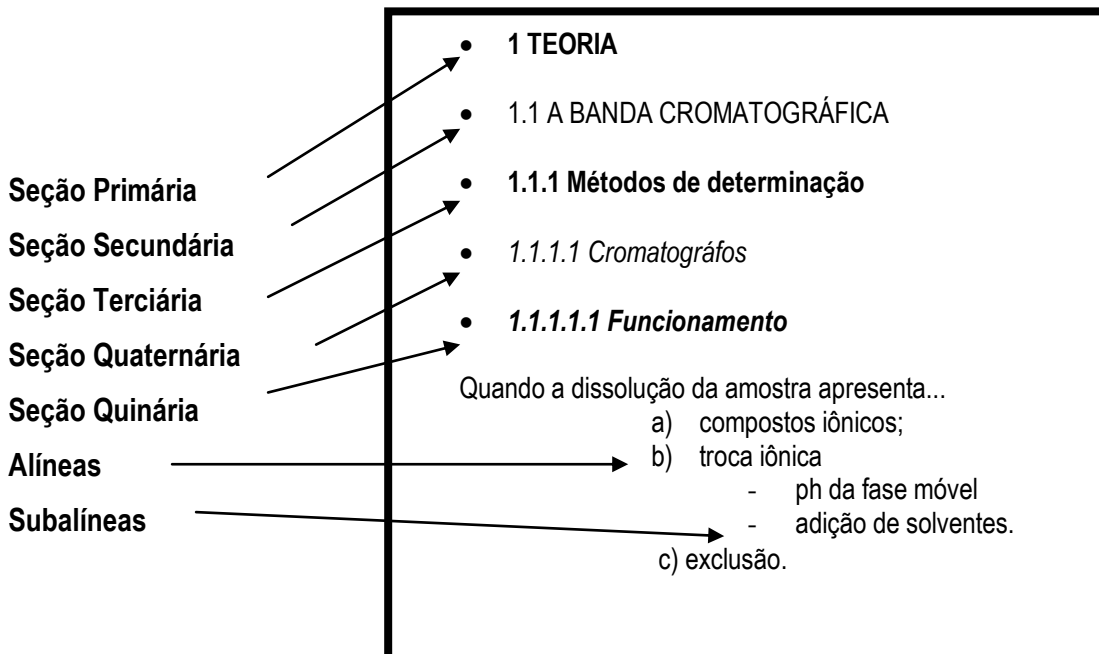 Seção Primária
Seção Secundária
Seção Terciária
Seção Quaternária
Seção Quinária
Alíneas
Subalíneas
• 1 TEORIA
• 1.1 A BANDA CROMATOGRÁFICA
• 1.1.1 Métodos de determinação
• 1.1.1.1 Cromatográfos
• 1.1.1.1.1 Funcionamento
Quando a dissolução da amostra apresenta...
a) compostos iônicos;
b) troca iônica
- ph da fase móvel
- adição de solventes.
c) exclusão.